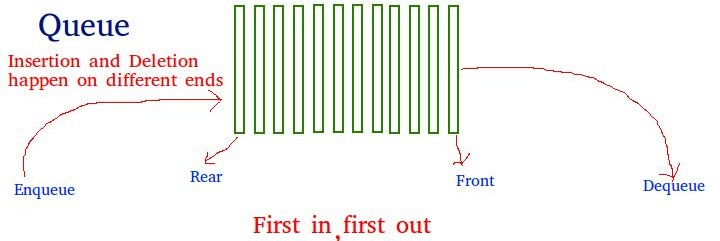 Queue
Insertion and Deletion
happen on different ends
Enqueue
Rear
Front
Dequeue
First in,first out